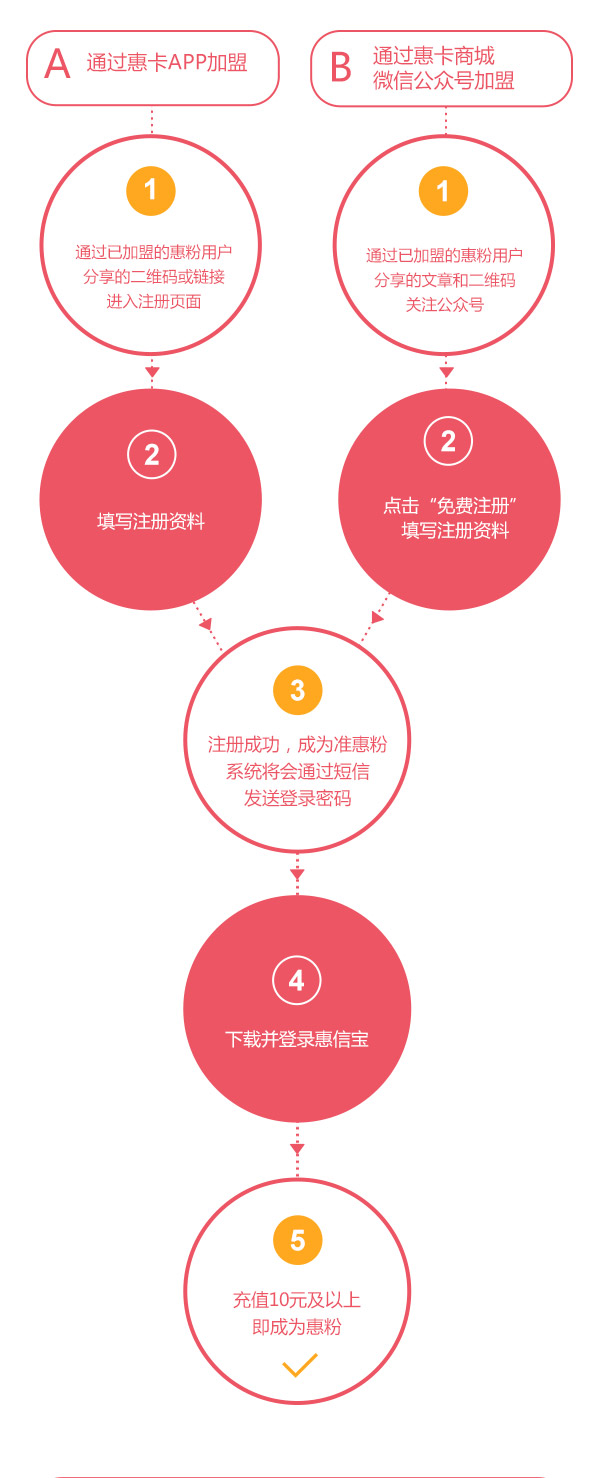 A
通过惠卡APP加盟
B
通过惠卡商城
微信公众号加盟
1
通过已加盟的惠粉用户
分享的二维码或链接
进入注册页面
1
通过已加盟的惠粉用户
分享的文章和二维码
关注公众号
2
填写注册资料
2
点击“免费注册”
填写注册资料
3
注册成功，成为准惠粉
系统将会通过短信
发送登录密码
4
下载并登录惠信宝
5
充值10元及以上
即成为惠粉